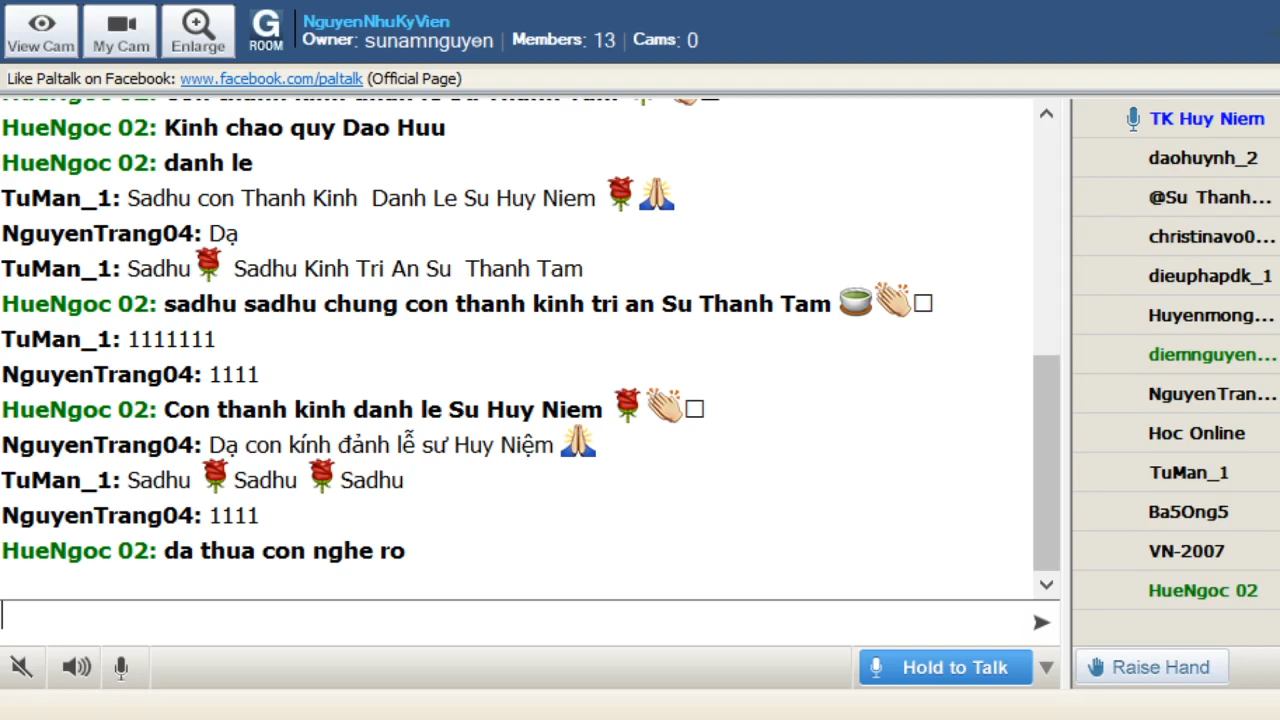 View Cam
My Cam
Enlarge
G
ROOM
NguyenNhuKyVien
Owner: sunamnguyen | Members: 13 | Cams: 0
Like Paltalk on Facebook: www.facebook.com/paltalk (Official Page)
HueNgoc 02: Kinh chao quy Dao Huu
HueNgoc 02: danh le
TuMan_1: Sadhu con Thanh Kinh Danh Le Su Huy Niem 🌹🙏
NguyenTrang04: Dạ
TuMan_1: Sadhu🌹 Sadhu Kinh Tri An Su Thanh Tam
HueNgoc 02: sadhu sadhu chung con thanh kinh tri an Su Thanh Tam 🍵👏□
TuMan_1: 1111111
NguyenTrang04: 1111
HueNgoc 02: Con thanh kinh danh le Su Huy Niem 🌹👏□
NguyenTrang04: Dạ con kính đảnh lễ sư Huy Niệm 🙏
TuMan_1: Sadhu 🌹Sadhu 🌹Sadhu
NguyenTrang04: 1111
HueNgoc 02: da thua con nghe ro
Hold to Talk
TK Huy Niem
daohuynh_2
@Su Thanh...
christinavo0...
dieuphapdk_1
Huyenmong...
diemnguyen...
NguyenTran...
Hoc Online
TuMan_1
Ba5Ong5
VN-2007
HueNgoc 02
Raise Hand